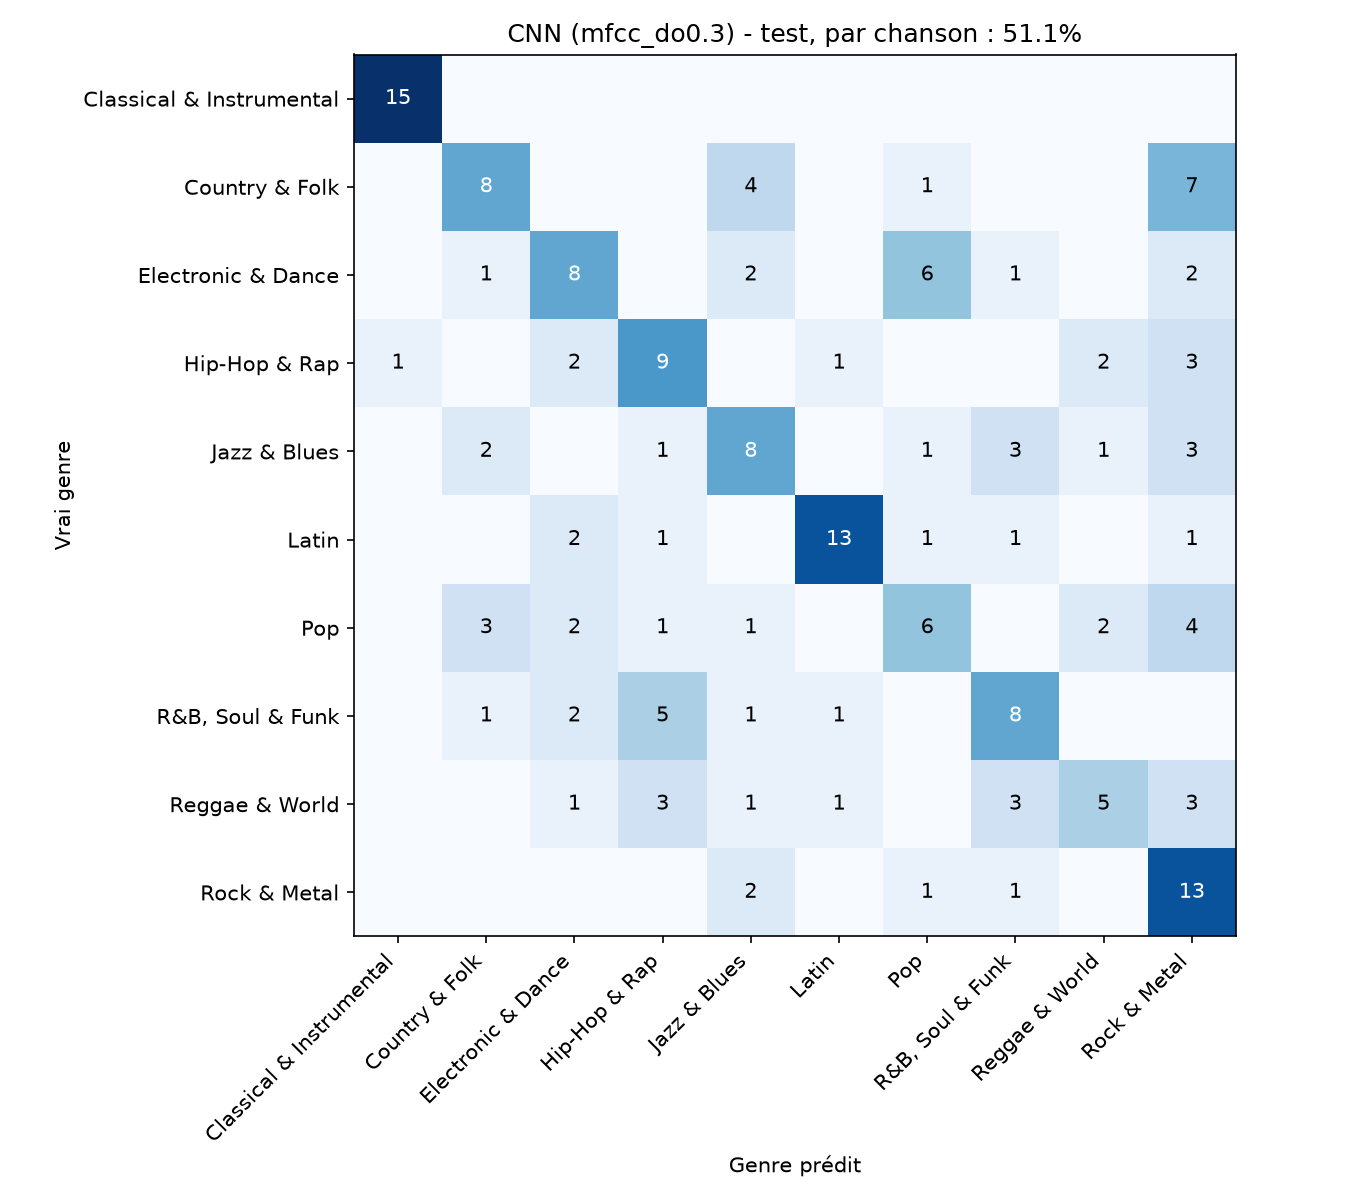 CNN (mfcc_do0.3) - test, par chanson : 51.1%
Classical & Instrumental 15
Country & Folk 8 4 1 7
Electronic & Dance 1 8 2 6 1 2
Hip-Hop & Rap 1 2 9 1 2 3
Jazz & Blues 2 1 8 1 3 1 3
Latin 2 1 13 1 1 1
Pop 3 2 1 1 6 2 4
R&B, Soul & Funk 1 2 5 1 1 8
Reggae & World 1 3 1 1 3 5 3
Rock & Metal 2 1 1 13
Vrai genre
Classical & Instrumental
Country & Folk
Electronic & Dance
Hip-Hop & Rap
Jazz & Blues
Latin
Pop
R&B, Soul & Funk
Reggae & World
Rock & Metal
Genre prédit